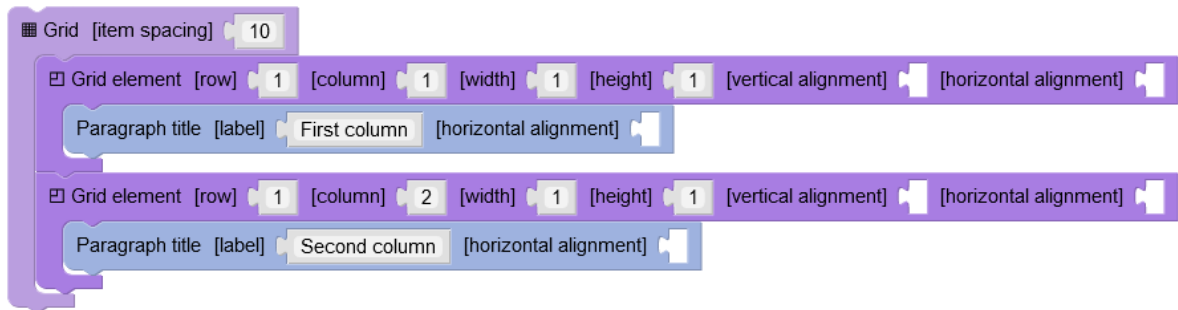 Grid [item spacing] 10
Grid element [row] 1 [column] 1 [width] 1 [height] 1 [vertical alignment] [horizontal alignment]
Paragraph title [label] First column [horizontal alignment]
Grid element [row] 1 [column] 2 [width] 1 [height] 1 [vertical alignment] [horizontal alignment]
Paragraph title [label] Second column [horizontal alignment]